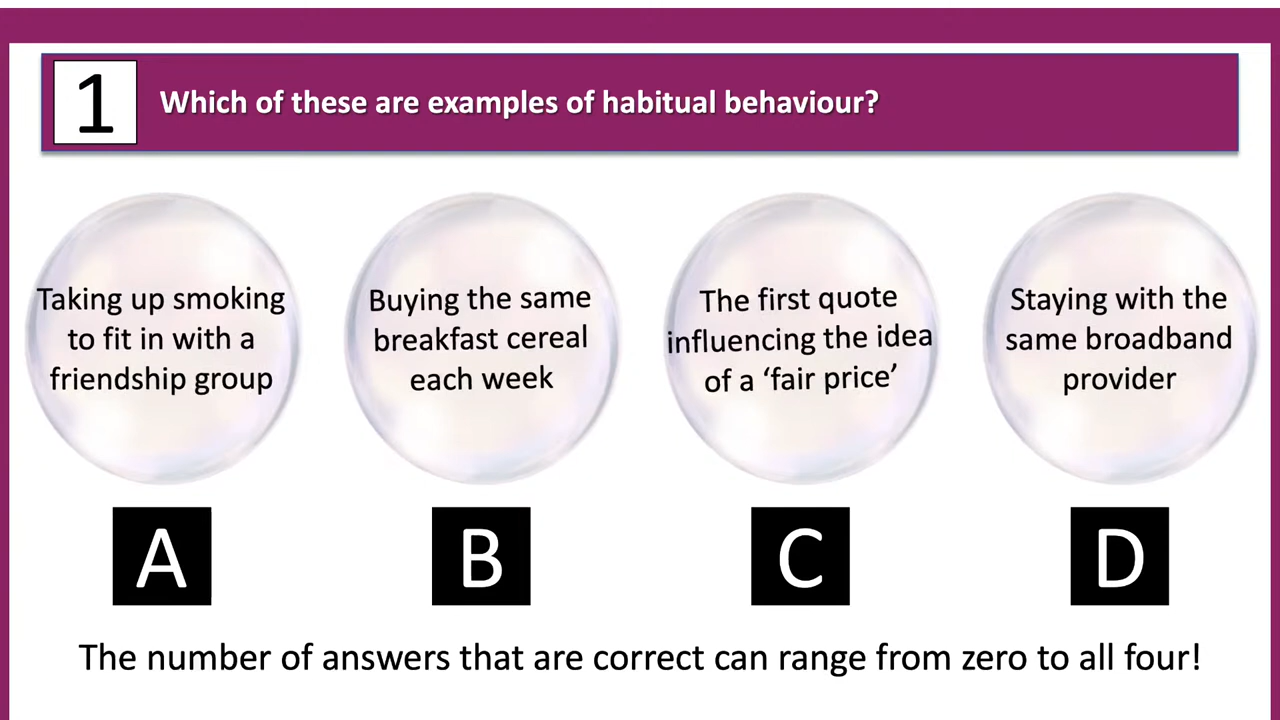 1
Which of these are examples of habitual behaviour?
Taking up smoking
to fit in with a
friendship group
Buying the same
breakfast cereal
each week
The first quote
influencing the idea
of a ‘fair price’
Staying with the
same broadband
provider
A
B
C
D
The number of answers that are correct can range from zero to all four!